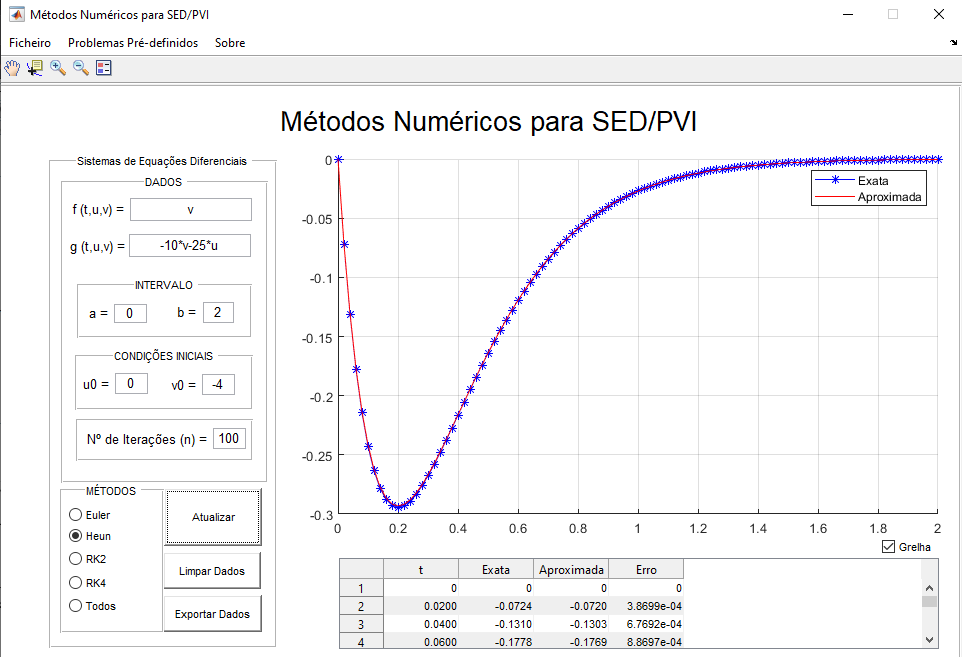 Métodos Numéricos para SED/PVI
Ficheiro Problemas Pré-definidos Sobre
Métodos Numéricos para SED/PVI
Sistemas de Equações Diferenciais
DADOS
f (t,u,v) = v
g (t,u,v) = -10*v-25*u
INTERVALO
a = 0 b = 2
CONDIÇÕES INICIAIS
u0 = 0 v0 = -4
Nº de Iterações (n) = 100
MÉTODOS
Euler
Heun
RK2
RK4
Todos
Atualizar
Limpar Dados
Exportar Dados
0
-0.05
-0.1
-0.15
-0.2
-0.25
-0.3
0 0.2 0.4 0.6 0.8 1 1.2 1.4 1.6 1.8 2
Exata
Aproximada
Grelha
t Exata Aproximada Erro
1 0 0 0 0
2 0.0200 -0.0724 -0.0720 3.8699e-04
3 0.0400 -0.1310 -0.1303 6.7692e-04
4 0.0600 -0.1778 -0.1769 8.8697e-04